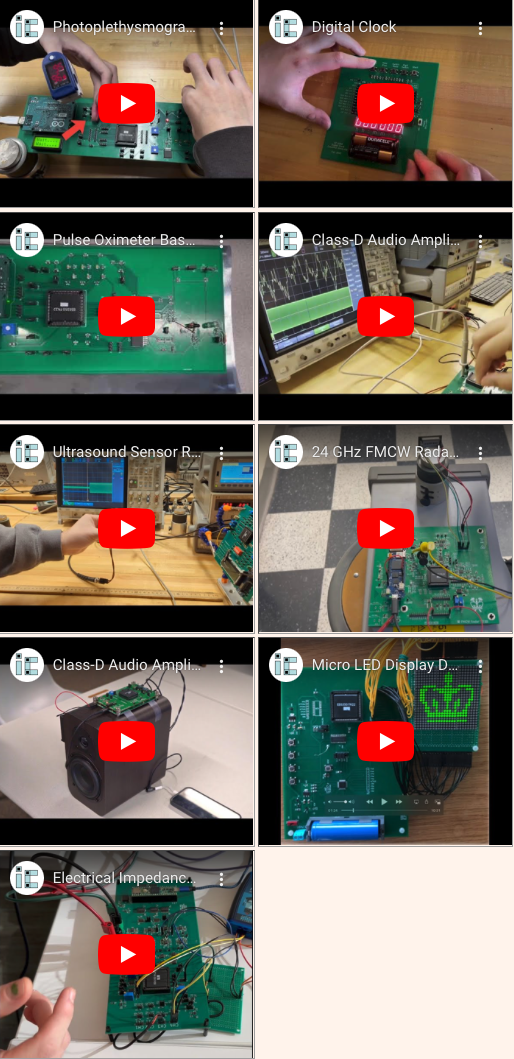 Photoplethysmogra...
Digital Clock
Pulse Oximeter Bas...
Class-D Audio Ampli...
Ultrasound Sensor R...
24 GHz FMCW Rada...
Class-D Audio Ampli...
Micro LED Display D...
Electrical Impedanc...